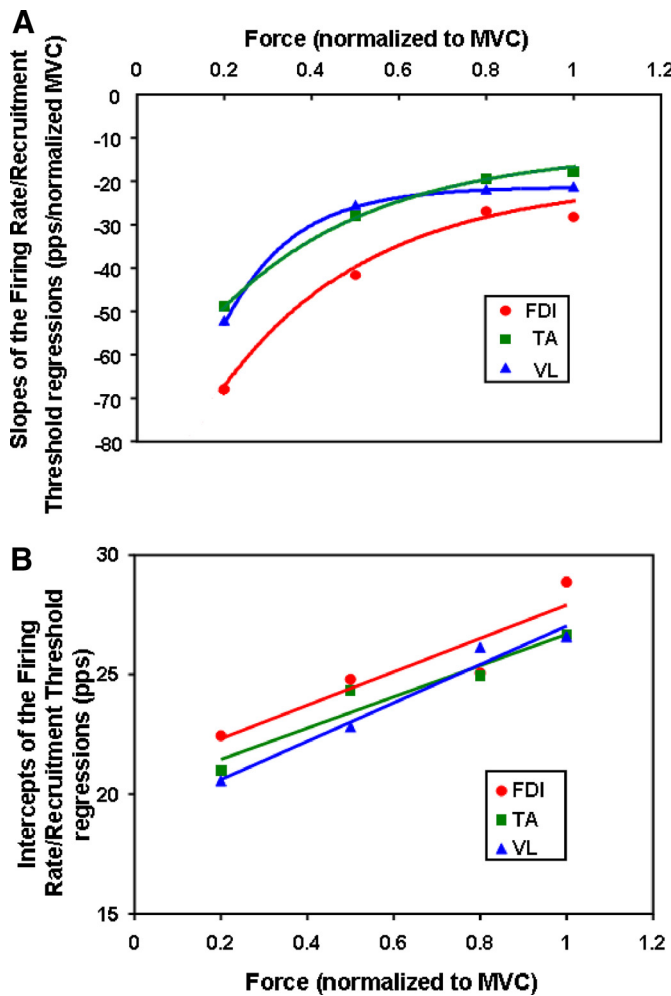 A
Force (normalized to MVC)
0 0.2 0.4 0.6 0.8 1 1.2
0
-10
-20
-30
-40
-50
-60
-70
-80
Slopes of the Firing Rate/Recruitment
Threshold regressions (pps/normalized MVC)
FDI
TA
VL
B
30
25
20
15
Intercepts of the Firing
Rate/Recruitment Threshold
regressions (pps)
FDI
TA
VL
0 0.2 0.4 0.6 0.8 1 1.2
Force (normalized to MVC)